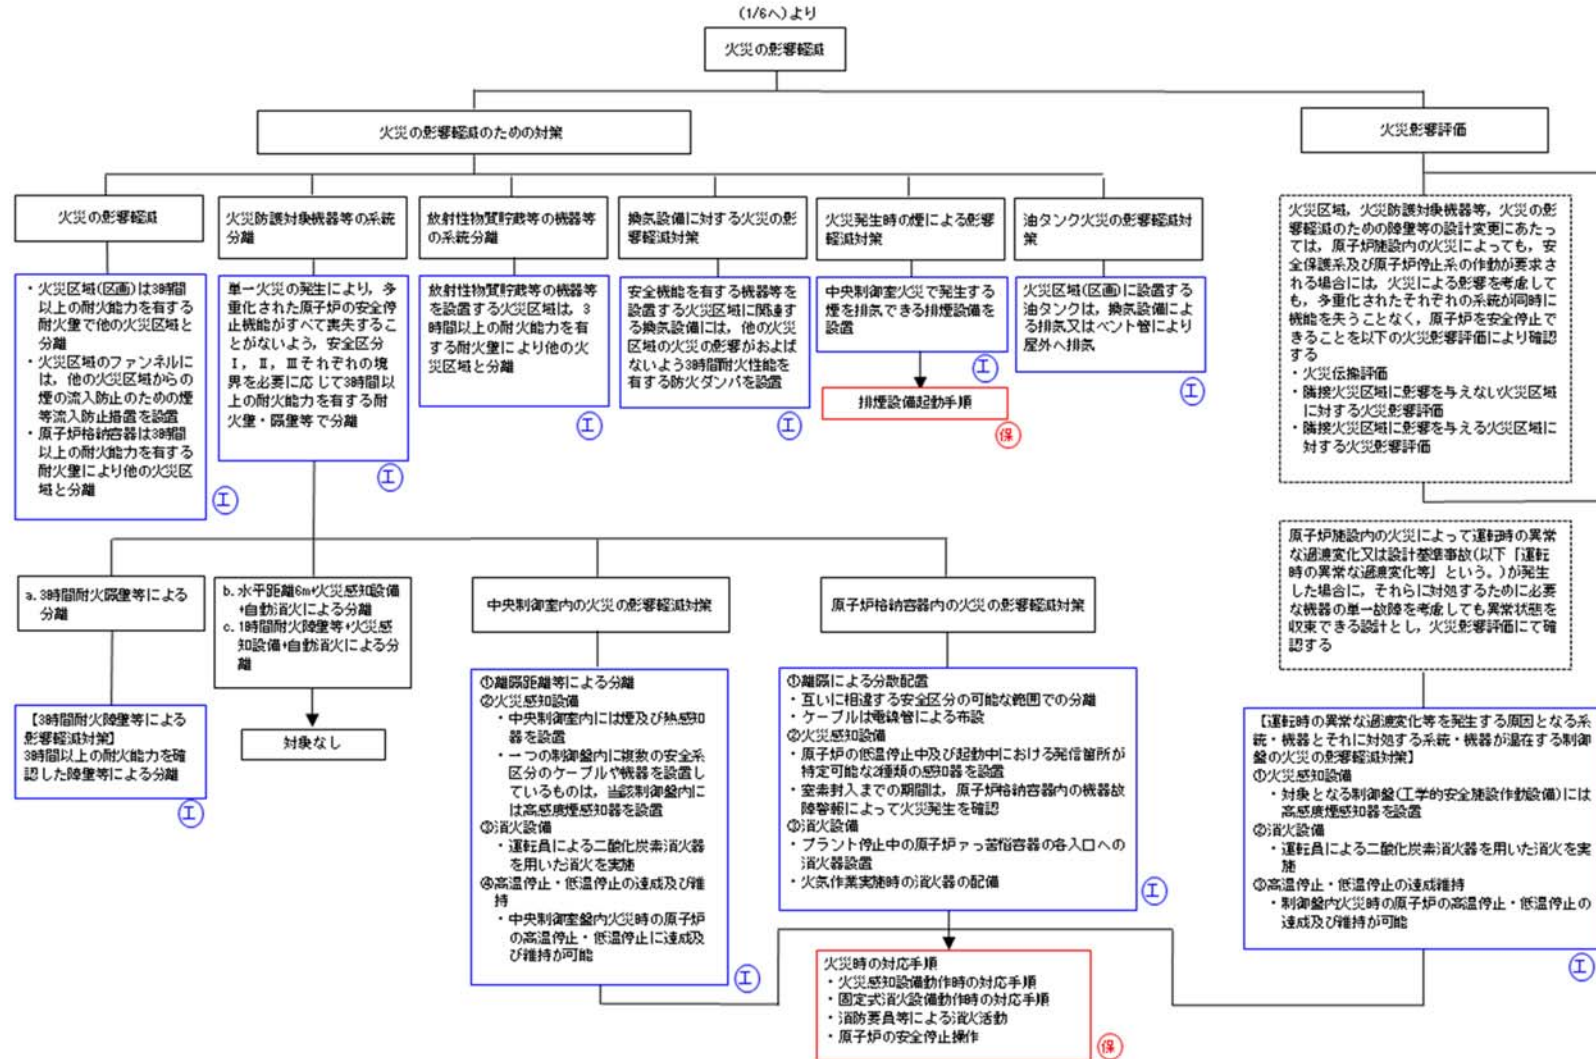 (1/6へ)より
火災の影響軽減
火災の影響軽減のための対策
火災影響評価
火災の影響軽減
火災防護対象機器等の系統
分離
放射性物質貯蔵等の機器等
の系統分離
換気設備に対する火災の影
響軽減対策
火災発生時の煙による影響
軽減対策
油タンク火災の影響軽減対
策
・火災区域(区画)は3時間
以上の耐火能力を有する
耐火壁で他の火災区域と
分離
・火災区域のファンネルに
は，他の火災区域からの
煙の流入防止のための煙
等流入防止措置を設置
・原子炉格納容器は3時間
以上の耐火能力を有する
耐火壁により他の火災区
域と分離
工
単一火災の発生により，多
重化された原子炉の安全停
止機能がすべて喪失するこ
とがないよう，安全区分
Ⅰ，Ⅱ，Ⅲそれぞれの境
界を必要に応じて3時間以
上の耐火能力を有する耐
火壁・隔壁等で分離
工
放射性物質貯蔵等の機器等
を設置する火災区域は，3
時間以上の耐火能力を有
する耐火壁により他の火
災区域と分離
工
安全機能を有する機器等を
設置する火災区域に関連す
る換気設備には，他の火災
区域の火災の影響がおよば
ないよう3時間耐火性能を
有する防火ダンパを設置
工
中央制御室火災で発生する
煙を排気できる排煙設備を
設置
工
排煙設備起動手順
保
火災区域(区画)に設置する
油タンクは，換気設備によ
る排気又はベント管により
屋外へ排気
工
火災区域，火災防護対象機器等，火災の影
響軽減のための障壁等の設計変更にあたっ
ては，原子炉施設内の火災によっても，安
全保護系及び原子炉停止系の作動が要求さ
れる場合には，火災による影響を考慮して
も，多重化されたそれぞれの系統が同時に
機能を失うことなく，原子炉を安全停止で
きることを以下の火災影響評価により確認
する
・火災伝搬評価
・隣接火災区域に影響を与えない火災区域
に対する火災影響評価
・隣接火災区域に影響を与える火災区域に
対する火災影響評価
原子炉施設内の火災によって運転時の異常
な過渡変化又は設計基準事故(以下「運転
時の異常な過渡変化等」という。)が発生
した場合に，それらに対処するために必要
な機器の単一故障を考慮しても異常状態を
収束できる設計とし，火災影響評価にて確
認する
a.3時間耐火隔壁等による
分離
b.水平距離6m+火災感知設備
+自動消火による分離
c.1時間耐火障壁等+火災感
知設備+自動消火による分
離
中央制御室内の火災の影響軽減対策
原子炉格納容器内の火災の影響軽減対策
【3時間耐火障壁等による
影響軽減対策】
3時間以上の耐火能力を確
認した障壁等による分離
工
対象なし
①離隔距離等による分離
②火災感知設備
・中央制御室内には煙及び熱感知
器を設置
・一つの制御盤内に複数の安全系
区分のケーブルや機器を設置し
ているものは，当該制御盤内に
は高感度煙感知器を設置
③消火設備
・運転員による二酸化炭素消火器
を用いた消火を実施
④高温停止・低温停止の達成及び維
持
・中央制御室盤内火災時の原子炉
の高温停止・低温停止に達成及
び維持が可能
工
①離隔による分散配置
・互いに相違する安全区分の可能な範囲での分離
・ケーブルは電線管による布設
②火災感知設備
・原子炉の低温停止中及び起動中における発信箇所が
特定可能な2種類の感知器を設置
・窒素封入までの期間は，原子炉格納容器内の機器故
障警報によって火災発生を確認
③消火設備
・プラント停止中の原子炉ァっ苦悩容器の各入口への
消火器設置
・火気作業実施時の消火器の配備
工
【運転時の異常な過渡変化等を発生する原因となる系
統・機器とそれに対処する系統・機器が混在する制御
盤の火災の影響軽減対策】
①火災感知設備
・対象となる制御盤(工学的安全施設作動設備)には
高感度煙感知器を設置
②消火設備
・運転員による二酸化炭素消火器を用いた消火を実
施
③高温停止・低温停止の達成維持
・制御盤内火災時の原子炉の高温停止・低温停止の
達成及び維持が可能
工
火災時の対応手順
・火災感知設備動作時の対応手順
・固定式消火設備動作時の対応手順
・消防要員等による消火活動
・原子炉の安全停止操作
保